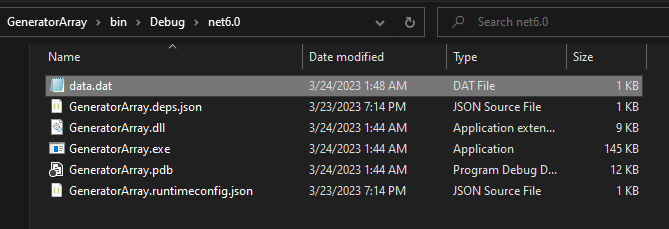 GeneratorArray > bin > Debug > net6.0 Search net6.0
Name Date modified Type Size
data.dat 3/24/2023 1:48 AM DAT File 1 KB
GeneratorArray.deps.json 3/23/2023 7:14 PM JSON Source File 1 KB
GeneratorArray.dll 3/24/2023 1:44 AM Application exten... 9 KB
GeneratorArray.exe 3/24/2023 1:44 AM Application 145 KB
GeneratorArray.pdb 3/24/2023 1:44 AM Program Debug D... 12 KB
GeneratorArray.runtimeconfig.json 3/23/2023 7:14 PM JSON Source File 1 KB